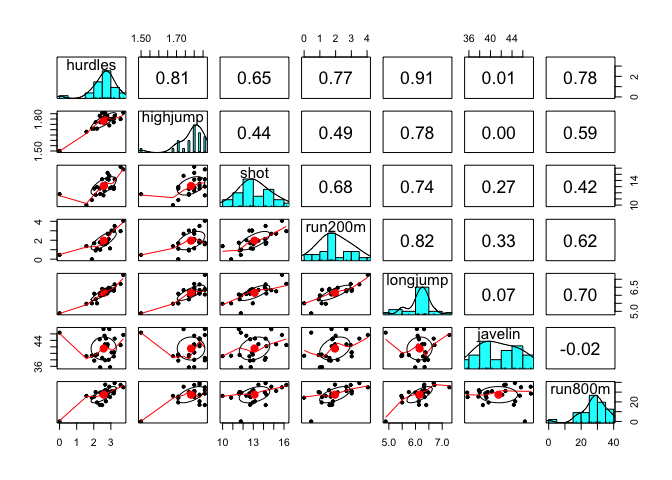 1.50 1.70 0 1 2 3 4 36 40 44
hurdles 0.81 0.65 0.77 0.91 0.01 0.78 0 2
1.50 1.80 highjump 0.44 0.49 0.78 0.00 0.59
shot 0.68 0.74 0.27 0.42 10 14
0 2 4 run200m 0.82 0.33 0.62
longjump 0.07 0.70 5.0 6.5
36 44 javelin -0.02
run800m 0 20
0 1 2 3 10 13 16 5.0 6.0 7.0 0 20 40